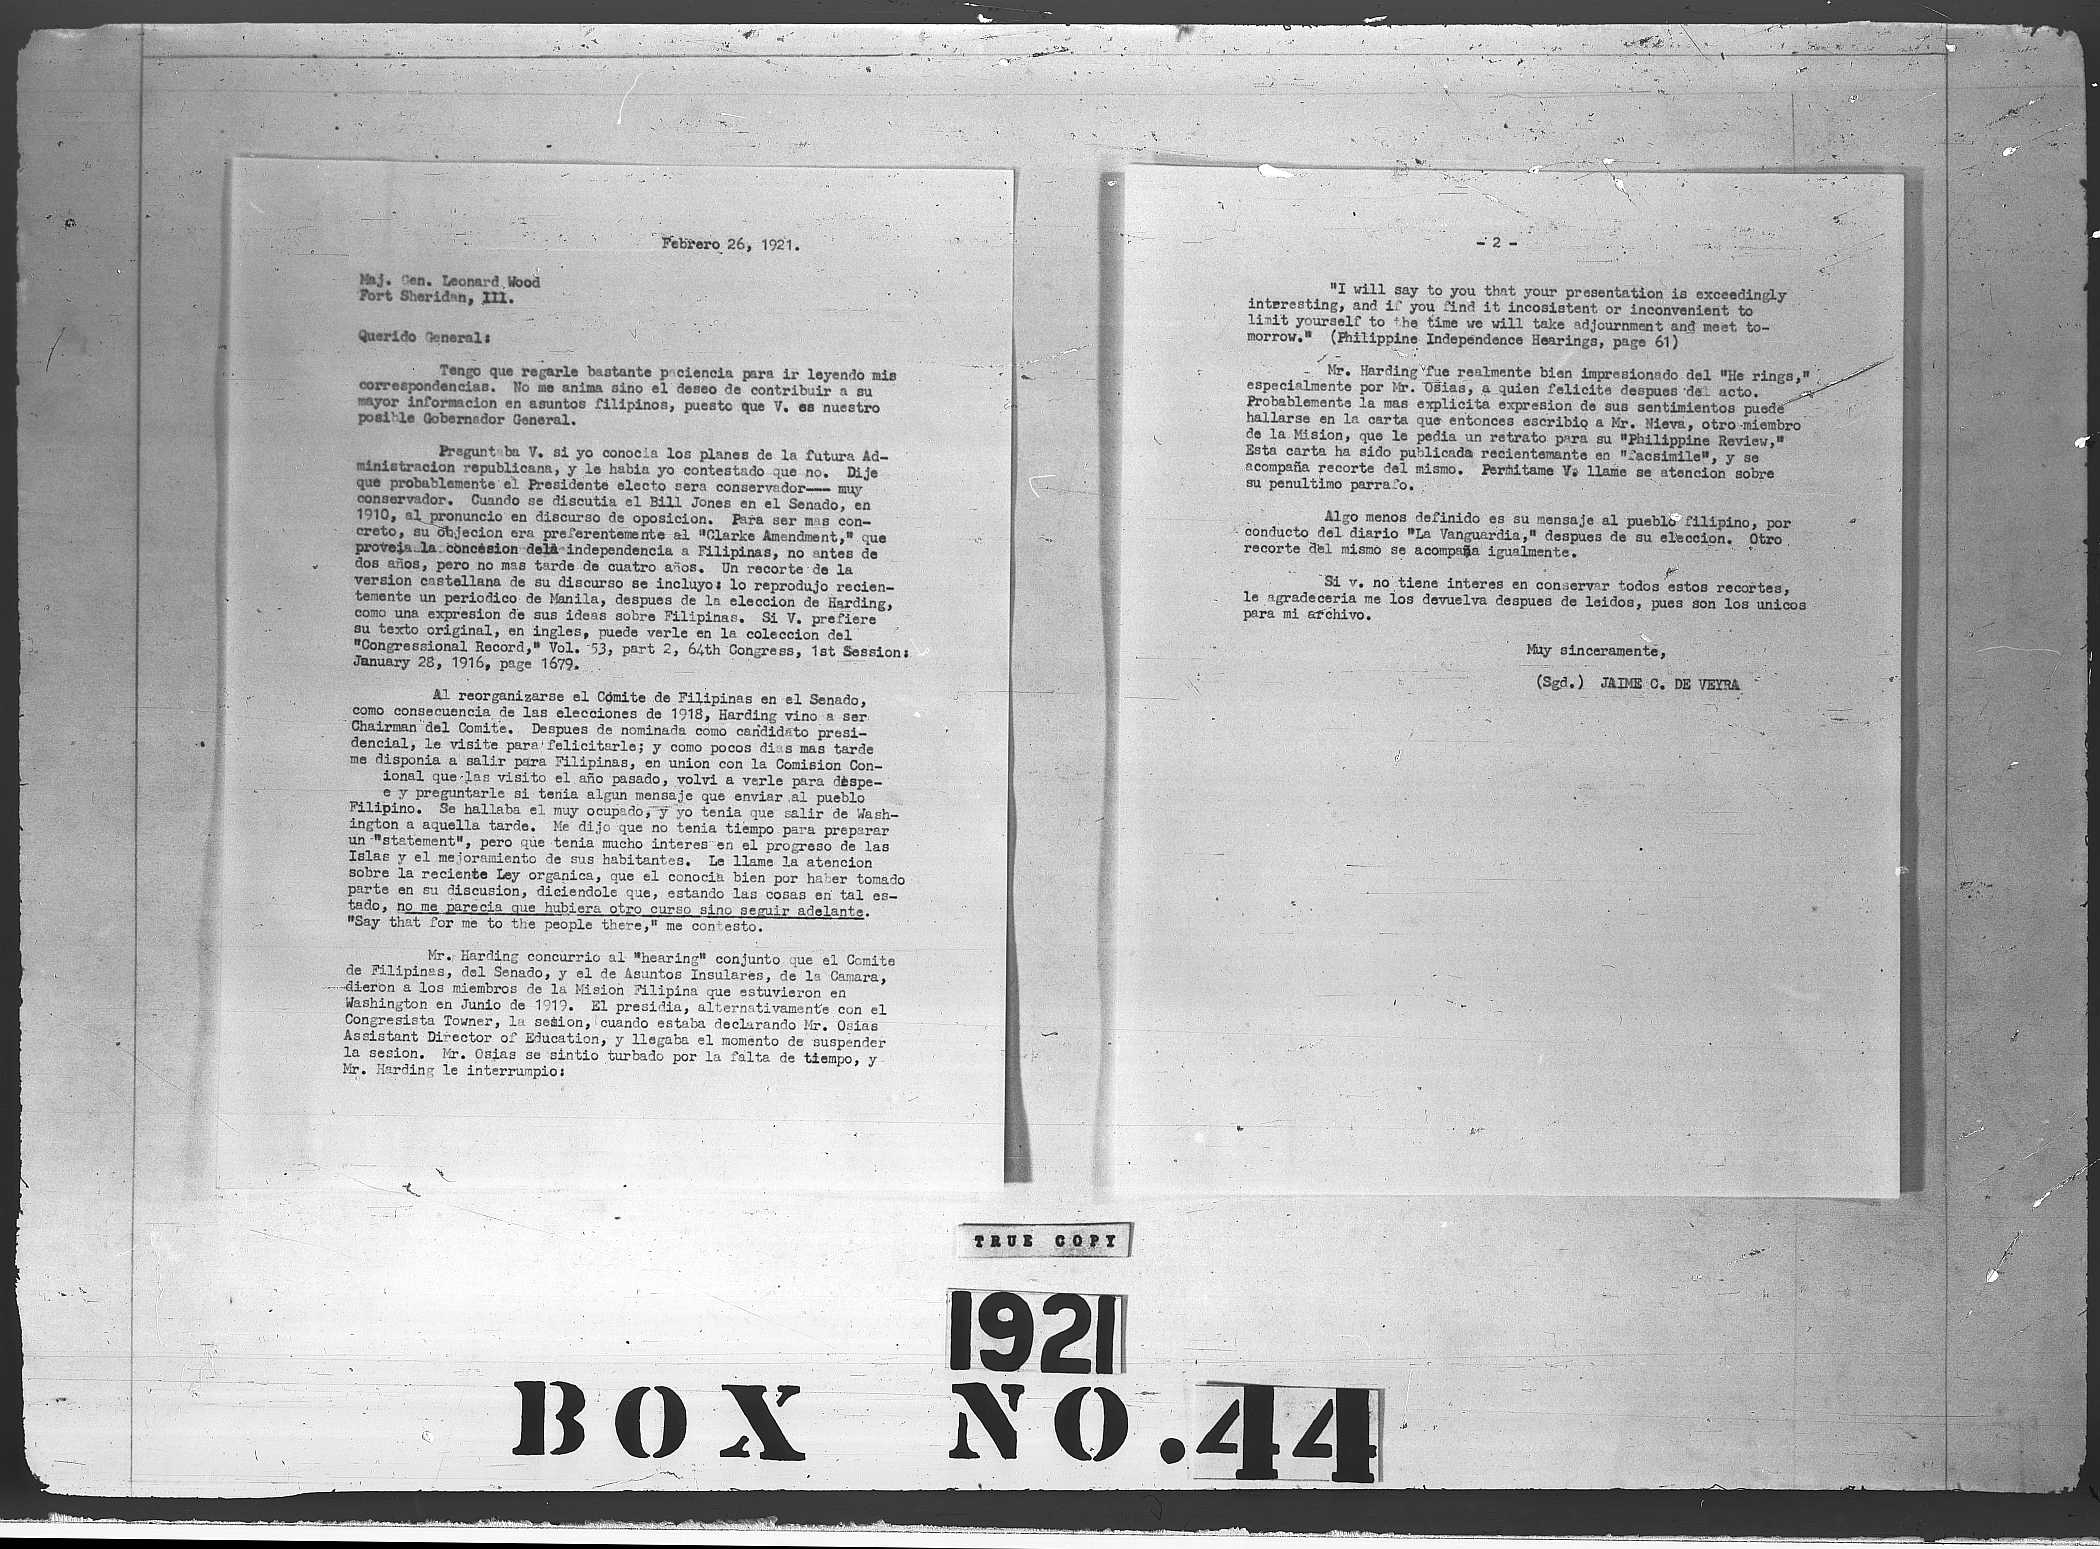 Febrero 26, 1921.
Maj. Gen. Leonard Wood
Fort Sheridan, Ill.
Querido General:
Tengo que regarle bastante paciencia para ir leyendo mis
correspondencias. No me anima sino el deseo de contribuir a su
mayor informacion en asuntos filipinos, puesto que V. es nuestro
posible Gobernador General.
Preguntaba V. si yo conocia los planes de la futura Ad-
ministracion republicana, y le habia yo contestado que no. Dije
que probablemente el Presidente electo sera conservador--- muy
conservador. Cuando se discutia el Bill Jones en el Senado, en
1910, al pronuncio en discurso de oposicion. Para ser mas con-
creto, su objecion era preferentemente al "Clarke Amendment," que
proveia la concesion dela independencia a Filipinas, no antes de
dos años, pero no mas tarde de cuatro años. Un recorte de la
version castellana de su discurso se incluyo: lo reprodujo recien-
temente un periodico de Manila, despues de la eleccion de Harding,
como una expresion de sus ideas sobre Filipinas. Si V. prefiere
su texto original, en ingles, puede verle en la coleccion del
"Congressional Record," Vol. 53, part 2, 64th Congress, 1st Session:
January 28, 1916, page 1679.
Al reorganizarse el Comite de Filipinas en el Senado,
como consecuencia de las elecciones de 1918, Harding vino a ser
Chairman del Comite. Despues de nominada como candidato presi-
dencial, le visite para felicitarle; y como pocos dias mas tarde
me disponia a salir para Filipinas, en union con la Comision Con-
ional que las visito el año pasado, volvi a verle para despe-
e y preguntarle si tenia algun mensaje que enviar al pueblo
Filipino. Se hallaba el muy ocupado, y yo tenia que salir de Wash-
ington a aquella tarde. Me dijo que no tenia tiempo para preparar
un "statement", pero que tenia mucho interes en el progreso de las
Islas y el mejoramiento de sus habitantes. Le llame la atencion
sobre la reciente Ley organica, que el conocia bien por haber tomado
parte en su discusion, diciendole que, estando las cosas en tal es-
tado, no me parecia que hubiera otro curso sino seguir adelante.
"Say that for me to the people there," me contesto.
Mr. Harding concurrio al "hearing" conjunto que el Comite
de Filipinas, del Senado, y el de Asuntos Insulares, de la Camara,
dieron a los miembros de la Mision Filipina que estuvieron en
Washington en Junio de 1919. El presidia, alternativamente con el
Congresista Towner, la sesion, cuando estaba declarando Mr. Osias
Assistant Director of Education, y llegaba el momento de suspender
la sesion. Mr. Osias se sintio turbado por la falta de tiempo, y
Mr. Harding le interrumpio:
- 2 -
"I will say to you that your presentation is exceedingly
interesting, and if you find it incosistent or inconvenient to
limit yourself to the time we will take adjournment and meet to-
morrow." (Philippine Independence Hearings, page 61)
Mr. Harding fue realmente bien impresionado del "He rings,"
especialmente por Mr. Osias, a quien felicite despues del acto.
Probablemente la mas explicita expresion de sus sentimientos puede
hallarse en la carta que entonces escribio a Mr. Nieva, otro miembro
de la Mision, que le pedia un retrato para su "Philippine Review,"
Esta carta ha sido publicada recientemante en "facsimile", y se
acompaña recorte del mismo. Permitame V. llame se atencion sobre
su penultimo parrafo.
Algo menos definido es su mensaje al pueblo filipino, por
conducto del diario "La Vanguardia," despues de su eleccion. Otro
recorte del mismo se acompaña igualmente.
Si v. no tiene interes en conservar todos estos recortes,
le agradeceria me los devuelva despues de leidos, pues son los unicos
para mi archivo.
Muy sinceramente,
(Sgd.) JAIME C. DE VEYRA
TRUE COPY
1921
BOX NO.44